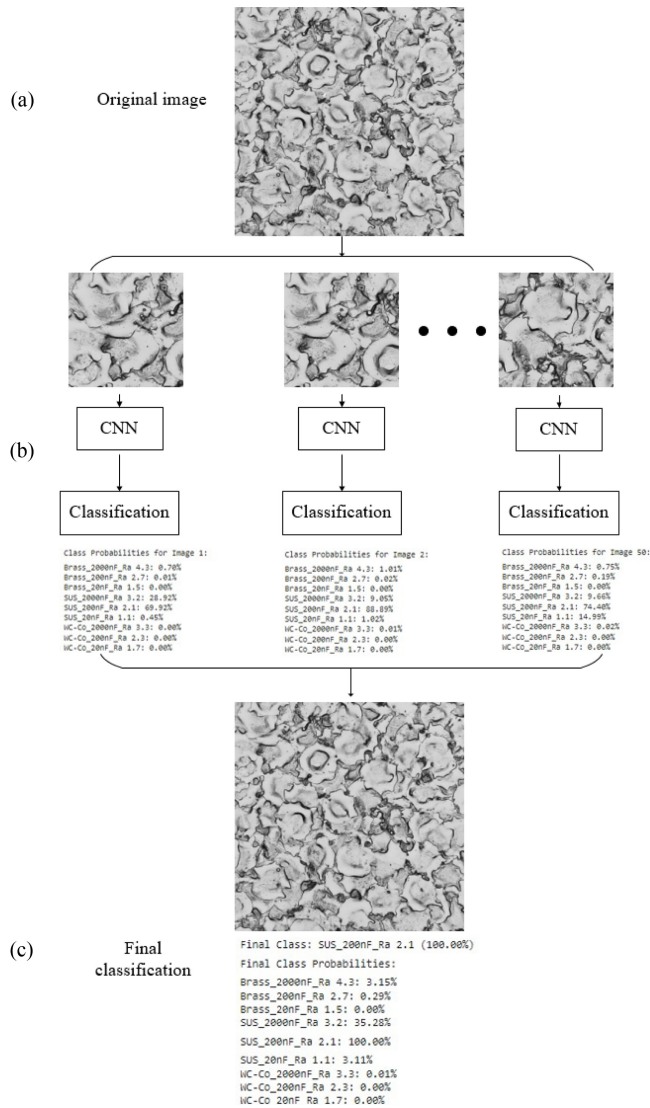 (a)
Original image
(b)
CNN
CNN
CNN
Classification
Classification
Classification
Class Probabilities for Image 1:
Brass_2000nF_Ra 4.3: 0.70%
Brass_200nF_Ra 2.7: 0.01%
Brass_20nF_Ra 1.5: 0.00%
SUS_2000nF_Ra 3.2: 28.92%
SUS_200nF_Ra 2.1: 69.92%
SUS_20nF_Ra 1.1: 0.45%
WC-Co_2000nF_Ra 3.3: 0.00%
WC-Co_200nF_Ra 2.3: 0.00%
WC-Co_20nF_Ra 1.7: 0.00%
Class Probabilities for Image 2:
Brass_2000nF_Ra 4.3: 1.01%
Brass_200nF_Ra 2.7: 0.02%
Brass_20nF_Ra 1.5: 0.00%
SUS_2000nF_Ra 3.2: 9.05%
SUS_200nF_Ra 2.1: 88.89%
SUS_20nF_Ra 1.1: 1.02%
WC-Co_2000nF_Ra 3.3: 0.01%
WC-Co_200nF_Ra 2.3: 0.00%
WC-Co_20nF_Ra 1.7: 0.00%
Class Probabilities for Image 50:
Brass_2000nF_Ra 4.3: 0.75%
Brass_200nF_Ra 2.7: 0.19%
Brass_20nF_Ra 1.5: 0.00%
SUS_2000nF_Ra 3.2: 9.66%
SUS_200nF_Ra 2.1: 74.40%
SUS_20nF_Ra 1.1: 14.99%
WC-Co_2000nF_Ra 3.3: 0.02%
WC-Co_200nF_Ra 2.3: 0.00%
WC-Co_20nF_Ra 1.7: 0.00%
(c)
Final
classification
Final Class: SUS_200nF_Ra 2.1 (100.00%)
Final Class Probabilities:
Brass_2000nF_Ra 4.3: 3.15%
Brass_200nF_Ra 2.7: 0.29%
Brass_20nF_Ra 1.5: 0.00%
SUS_2000nF_Ra 3.2: 35.28%
SUS_200nF_Ra 2.1: 100.00%
SUS_20nF_Ra 1.1: 3.11%
WC-Co_2000nF_Ra 3.3: 0.01%
WC-Co_200nF_Ra 2.3: 0.00%
WC-Co_20nF_Ra 1.7: 0.00%